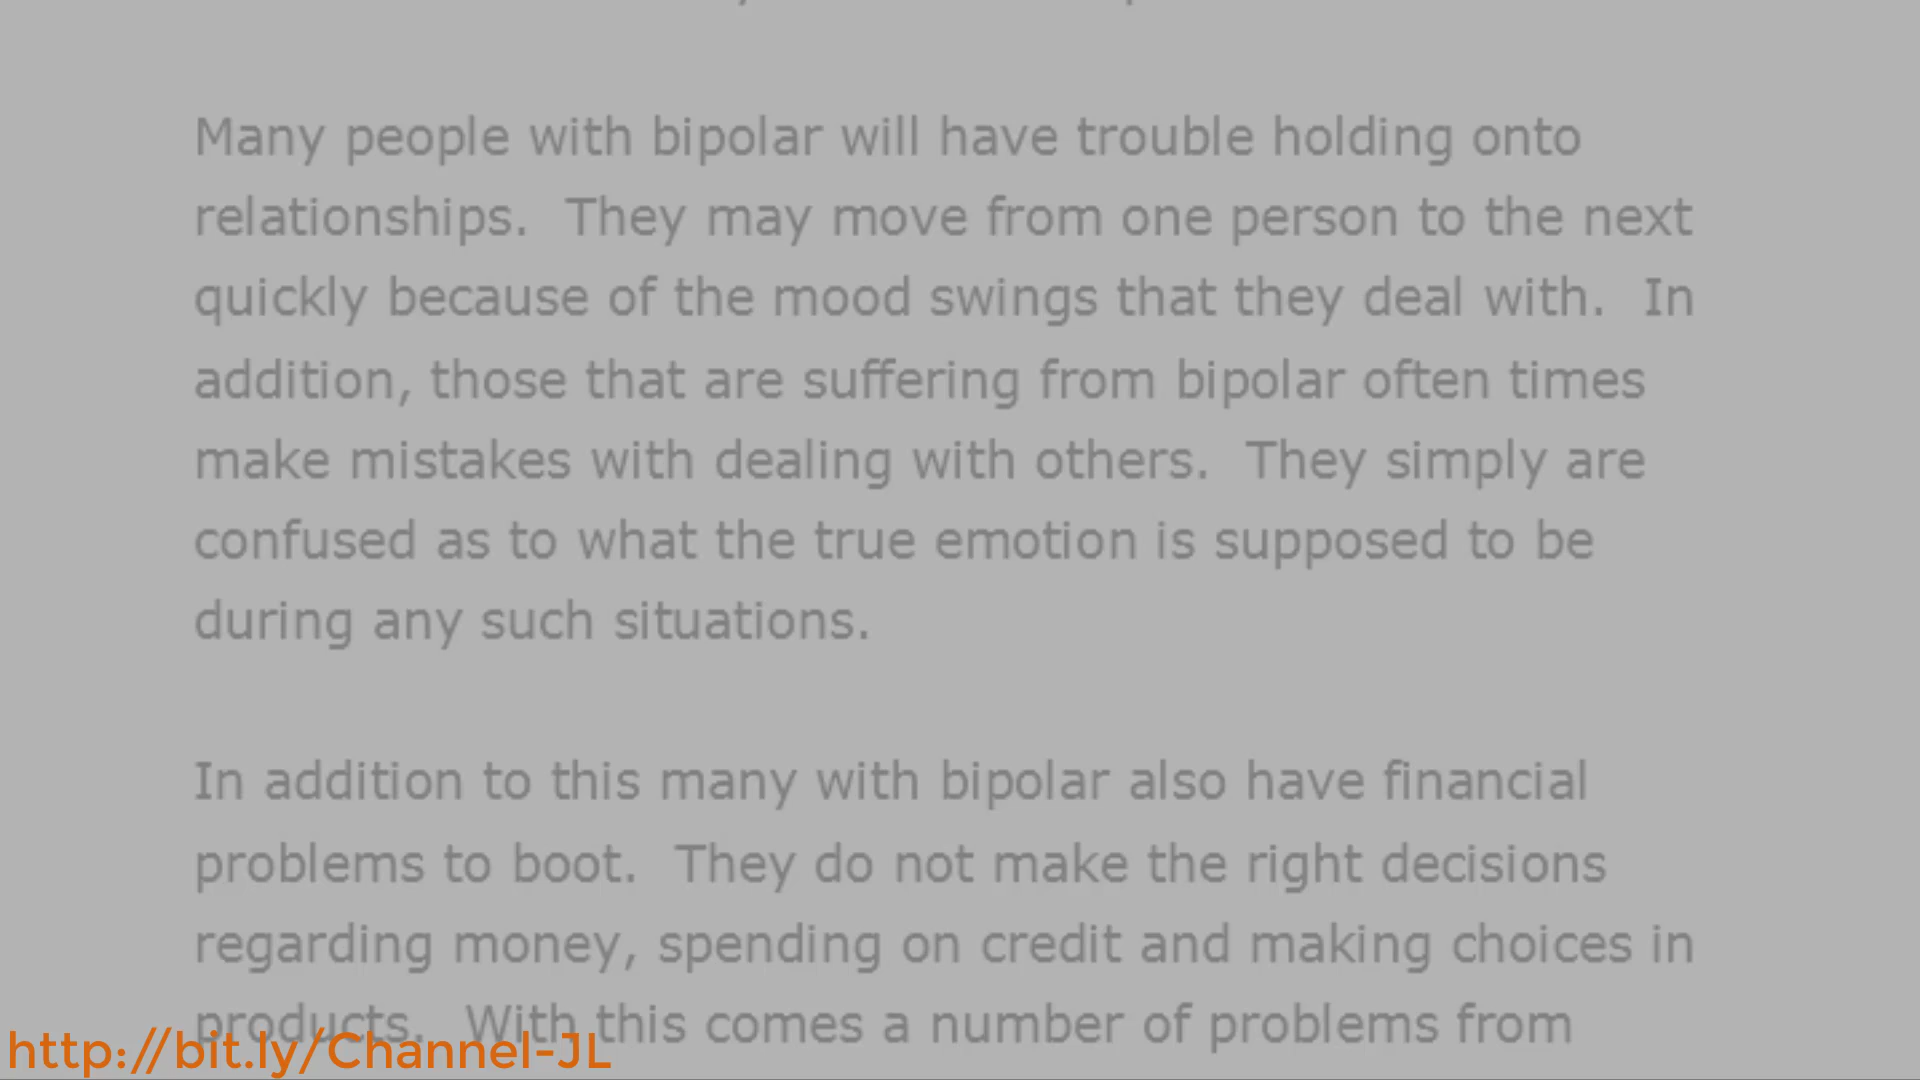 Many people with bipolar will have trouble holding onto
relationships.  They may move from one person to the next
quickly because of the mood swings that they deal with.  In
addition, those that are suffering from bipolar often times
make mistakes with dealing with others.  They simply are
confused as to what the true emotion is supposed to be
during any such situations.
In addition to this many with bipolar also have financial
problems to boot.  They do not make the right decisions
regarding money, spending on credit and making choices in
products.  With this comes a number of problems from
http://bit.ly/Channel-JL